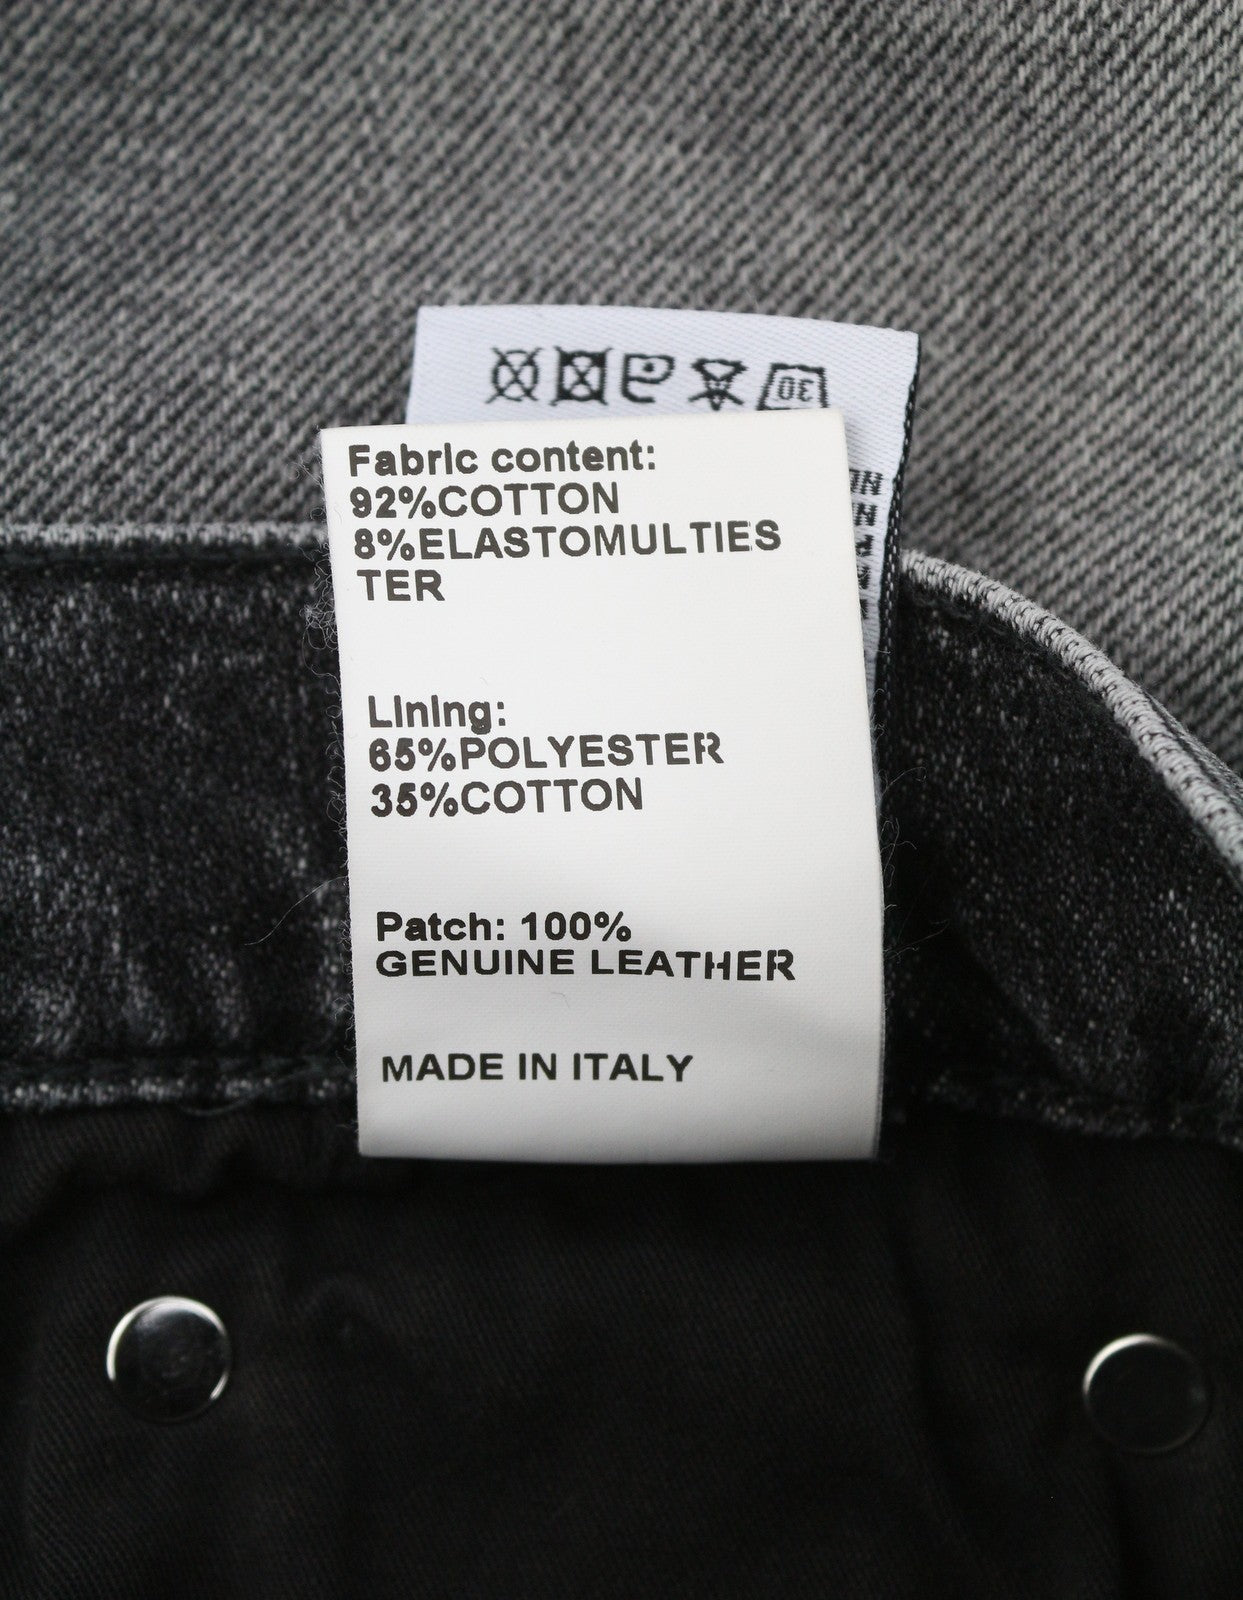 30
Fabric content:
92%COTTON
8%ELASTOMULTIES
TER
Lining:
65%POLYESTER
35%COTTON
Patch: 100%
GENUINE LEATHER
MADE IN ITALY